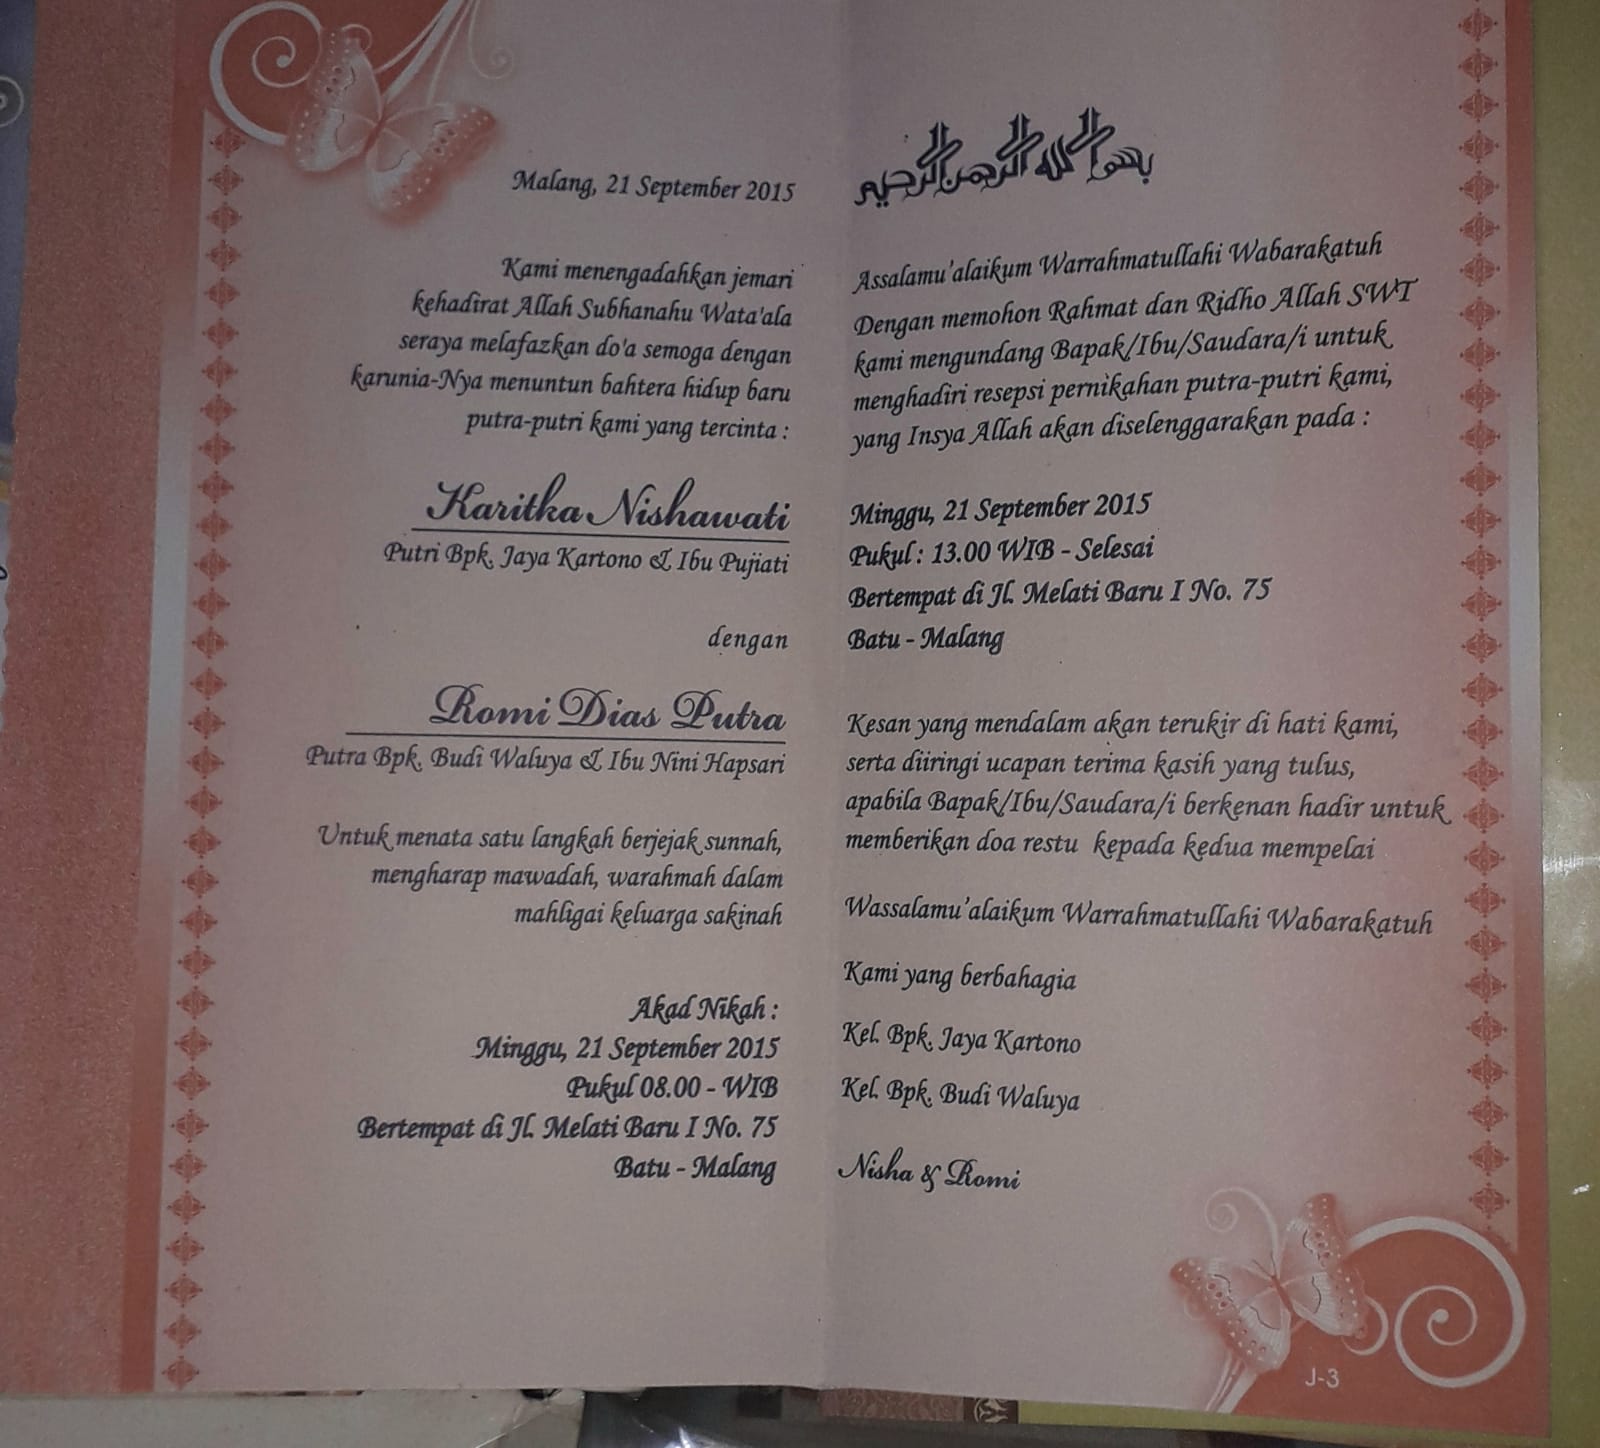 Malang, 21 September 2015
Kami menengadahkan jemari
kehadirat Allah Subhanahu Wata'ala
seraya melafazkan do'a semoga dengan
karunia-Nya menuntun bahtera hidup baru
putra-putri kami yang tercinta :
Karitka Nishawati
Putri Bpk. Jaya Kartono & Ibu Pujiati
dengan
Romi Dias Putra
Putra Bpk. Budi Waluya & Ibu Nini Hapsari
Untuk menata satu langkah berjejak sunnah,
mengharap mawadah, warahmah dalam
mahligai keluarga sakinah
Akad Nikah :
Minggu, 21 September 2015
Pukul 08.00 - WIB
Bertempat di Jl. Melati Baru I No. 75
Batu - Malang
بسم الله الرحمن الرحيم
Assalamu'alaikum Warrahmatullahi Wabarakatuh
Dengan memohon Rahmat dan Ridho Allah SWT
kami mengundang Bapak/Ibu/Saudara/i untuk
menghadiri resepsi pernikahan putra-putri kami,
yang Insya Allah akan diselenggarakan pada :
Minggu, 21 September 2015
Pukul : 13.00 WIB - Selesai
Bertempat di Jl. Melati Baru I No. 75
Batu - Malang
Kesan yang mendalam akan terukir di hati kami,
serta diiringi ucapan terima kasih yang tulus,
apabila Bapak/Ibu/Saudara/i berkenan hadir untuk
memberikan doa restu kepada kedua mempelai
Wassalamu'alaikum Warrahmatullahi Wabarakatuh
Kami yang berbahagia
Kel. Bpk. Jaya Kartono
Kel. Bpk. Budi Waluya
Nisha & Romi
J-3